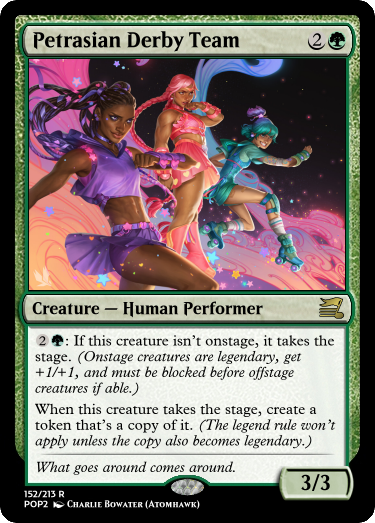 Petrasian Derby Team 2
Creature — Human Performer
2 : If this creature isn't onstage, it takes the
stage. (Onstage creatures are legendary, get
+1/+1, and must be blocked before offstage
creatures if able.)
When this creature takes the stage, create a
token that's a copy of it. (The legend rule won't
apply unless the copy also becomes legendary.)
What goes around comes around.
3/3
152/213 R
POP2 Charlie Bowater (Atomhawk)